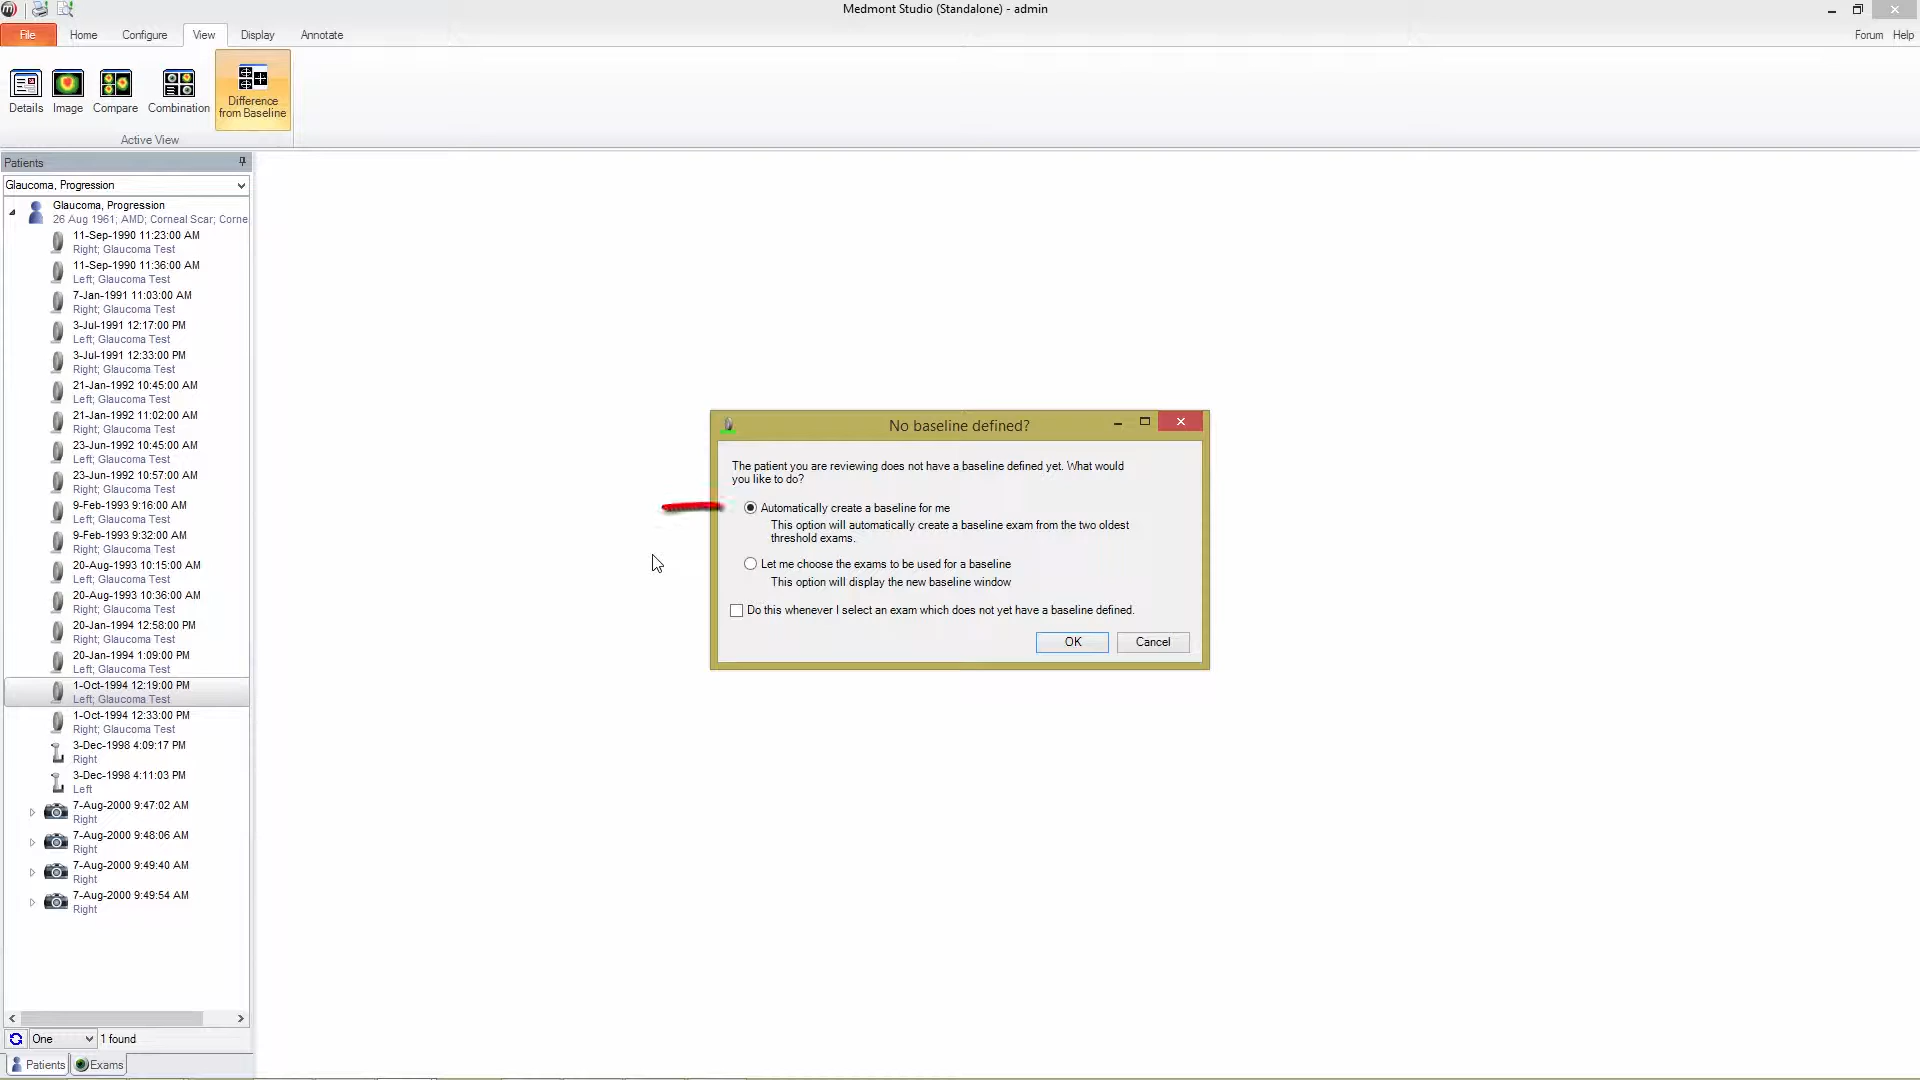 Medmont Studio (Standalone) - admin
File Home Configure View Display Annotate Forum Help
Details Image Compare Combination Difference
from Baseline
Active View
Patients
Glaucoma, Progression
Glaucoma, Progression
26 Aug 1961; AMD; Corneal Scar; Corne
11-Sep-1990 11:23:00 AM
Right; Glaucoma Test
11-Sep-1990 11:36:00 AM
Left; Glaucoma Test
7-Jan-1991 11:03:00 AM
Right; Glaucoma Test
3-Jul-1991 12:17:00 PM
Left; Glaucoma Test
3-Jul-1991 12:33:00 PM
Right; Glaucoma Test
21-Jan-1992 10:45:00 AM
Left; Glaucoma Test
21-Jan-1992 11:02:00 AM
Right; Glaucoma Test
23-Jun-1992 10:45:00 AM
Left; Glaucoma Test
23-Jun-1992 10:57:00 AM
Right; Glaucoma Test
9-Feb-1993 9:16:00 AM
Left; Glaucoma Test
9-Feb-1993 9:32:00 AM
Right; Glaucoma Test
20-Aug-1993 10:15:00 AM
Left; Glaucoma Test
20-Aug-1993 10:36:00 AM
Right; Glaucoma Test
20-Jan-1994 12:58:00 PM
Right; Glaucoma Test
20-Jan-1994 1:09:00 PM
Left; Glaucoma Test
1-Oct-1994 12:19:00 PM
Left; Glaucoma Test
1-Oct-1994 12:33:00 PM
Right; Glaucoma Test
3-Dec-1998 4:09:17 PM
Right
3-Dec-1998 4:11:03 PM
Left
7-Aug-2000 9:47:02 AM
Right
7-Aug-2000 9:48:06 AM
Right
7-Aug-2000 9:49:40 AM
Right
7-Aug-2000 9:49:54 AM
Right
One 1 found
Patients Exams
No baseline defined?
The patient you are reviewing does not have a baseline defined yet. What would
you like to do?
Automatically create a baseline for me
This option will automatically create a baseline exam from the two oldest
threshold exams.
Let me choose the exams to be used for a baseline
This option will display the new baseline window
Do this whenever I select an exam which does not yet have a baseline defined.
OK Cancel